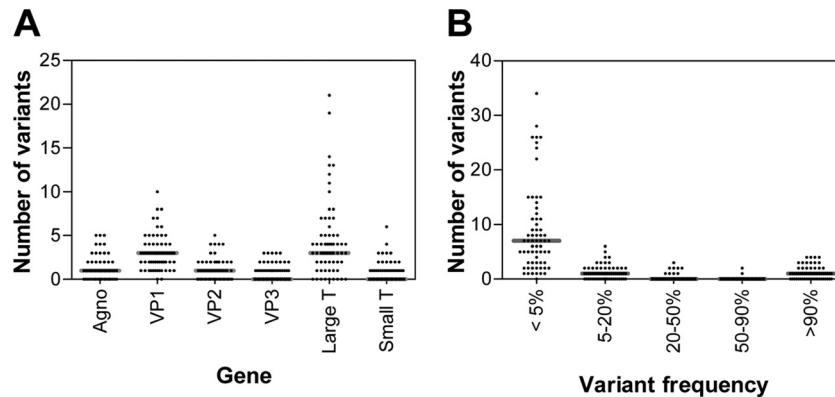 A
Number of variants
25
20
15
10
5
0
Agno
VP1
VP2
VP3
Large T
Small T
Gene
B
Number of variants
40
30
20
10
0
< 5%
5-20%
20-50%
50-90%
>90%
Variant frequency